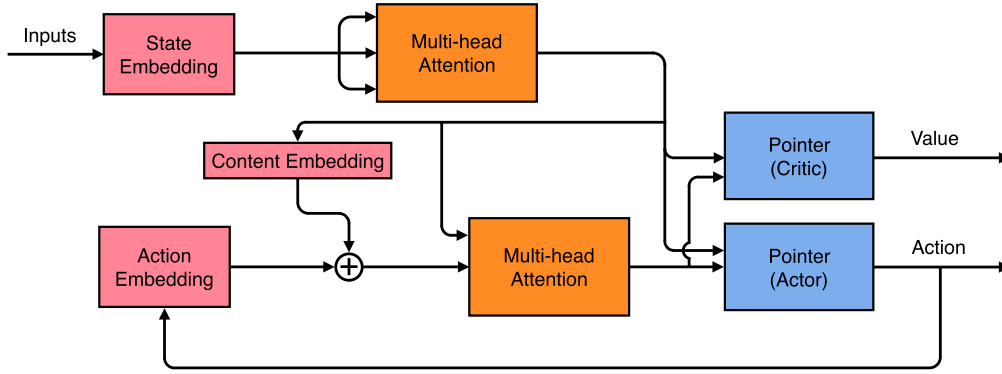 Inputs
State
Embedding
Multi-head
Attention
Content Embedding
Pointer
(Critic)
Value
Action
Embedding
Multi-head
Attention
Pointer
(Actor)
Action